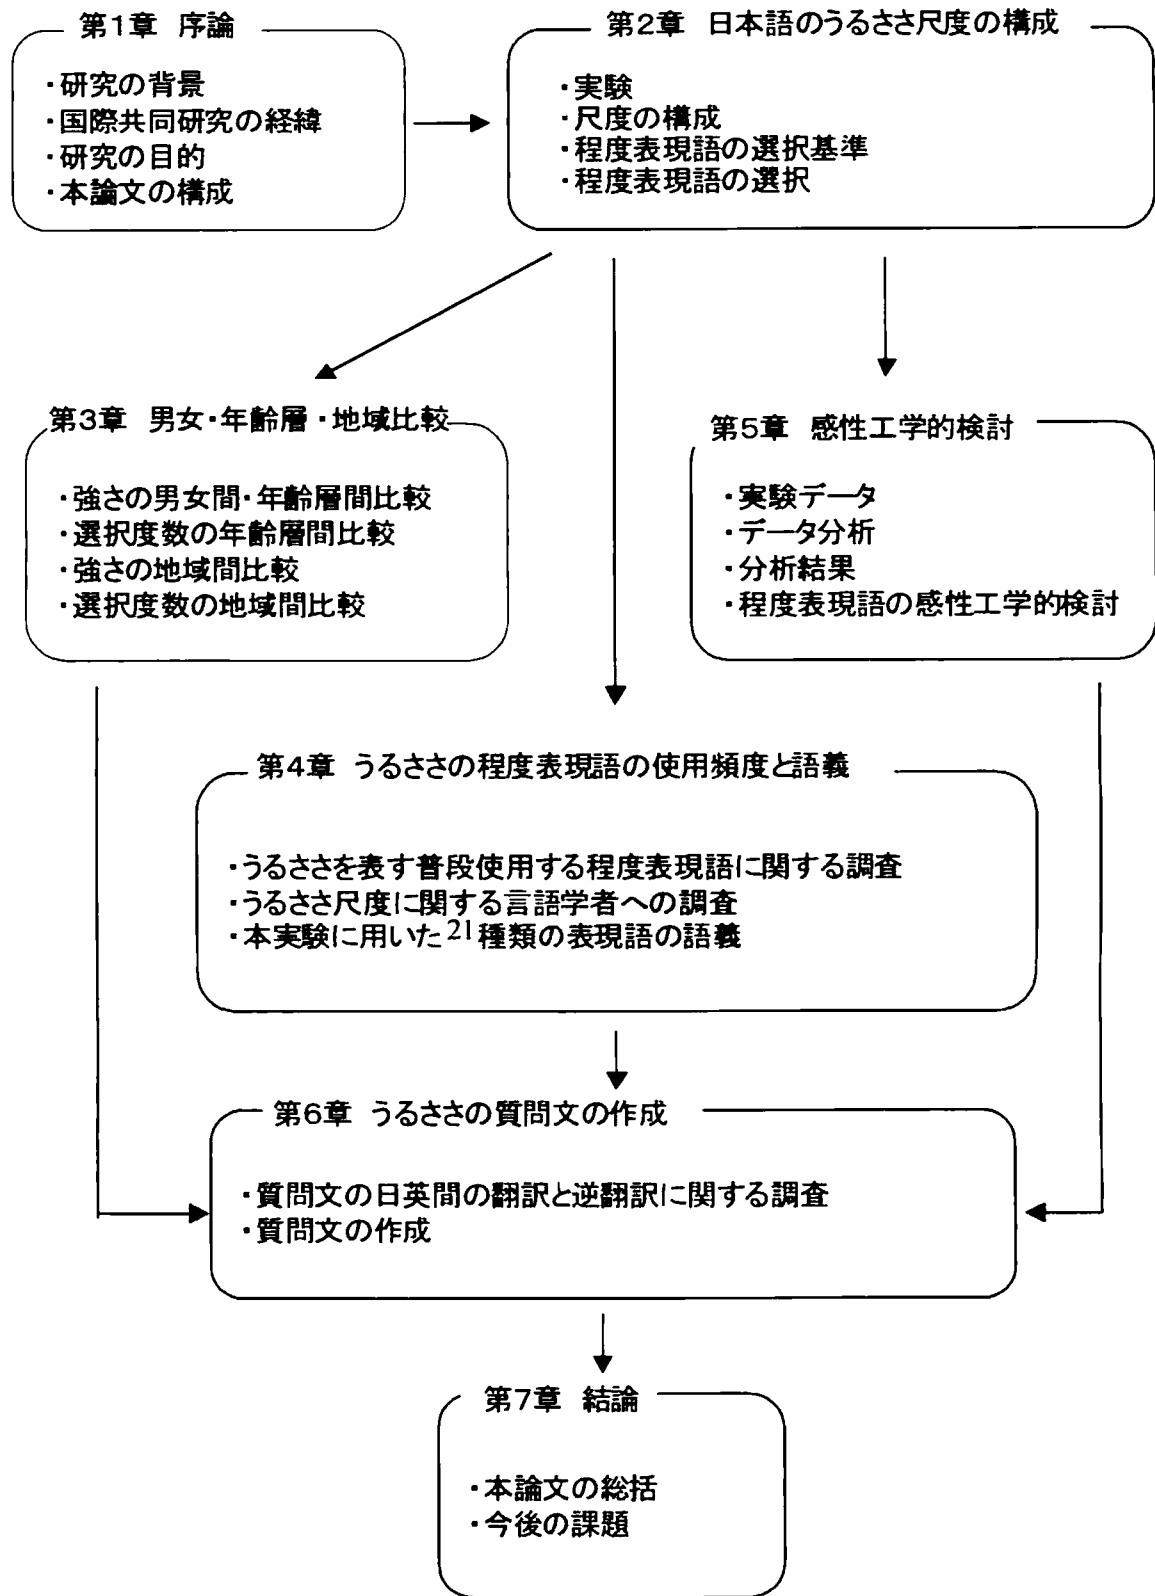 第1章 序論
・研究の背景
・国際共同研究の経緯
・研究の目的
・本論文の構成
第2章 日本語のうるささ尺度の構成
・実験
・尺度の構成
・程度表現語の選択基準
・程度表現語の選択
第3章 男女・年齢層・地域比較
・強さの男女間・年齢層間比較
・選択度数の年齢層間比較
・強さの地域間比較
・選択度数の地域間比較
第5章 感性工学的検討
・実験データ
・データ分析
・分析結果
・程度表現語の感性工学的検討
第4章 うるささの程度表現語の使用頻度と語義
・うるささを表す普段使用する程度表現語に関する調査
・うるささ尺度に関する言語学者への調査
・本実験に用いた21種類の表現語の語義
第6章 うるささの質問文の作成
・質問文の日英間の翻訳と逆翻訳に関する調査
・質問文の作成
第7章 結論
・本論文の総括
・今後の課題